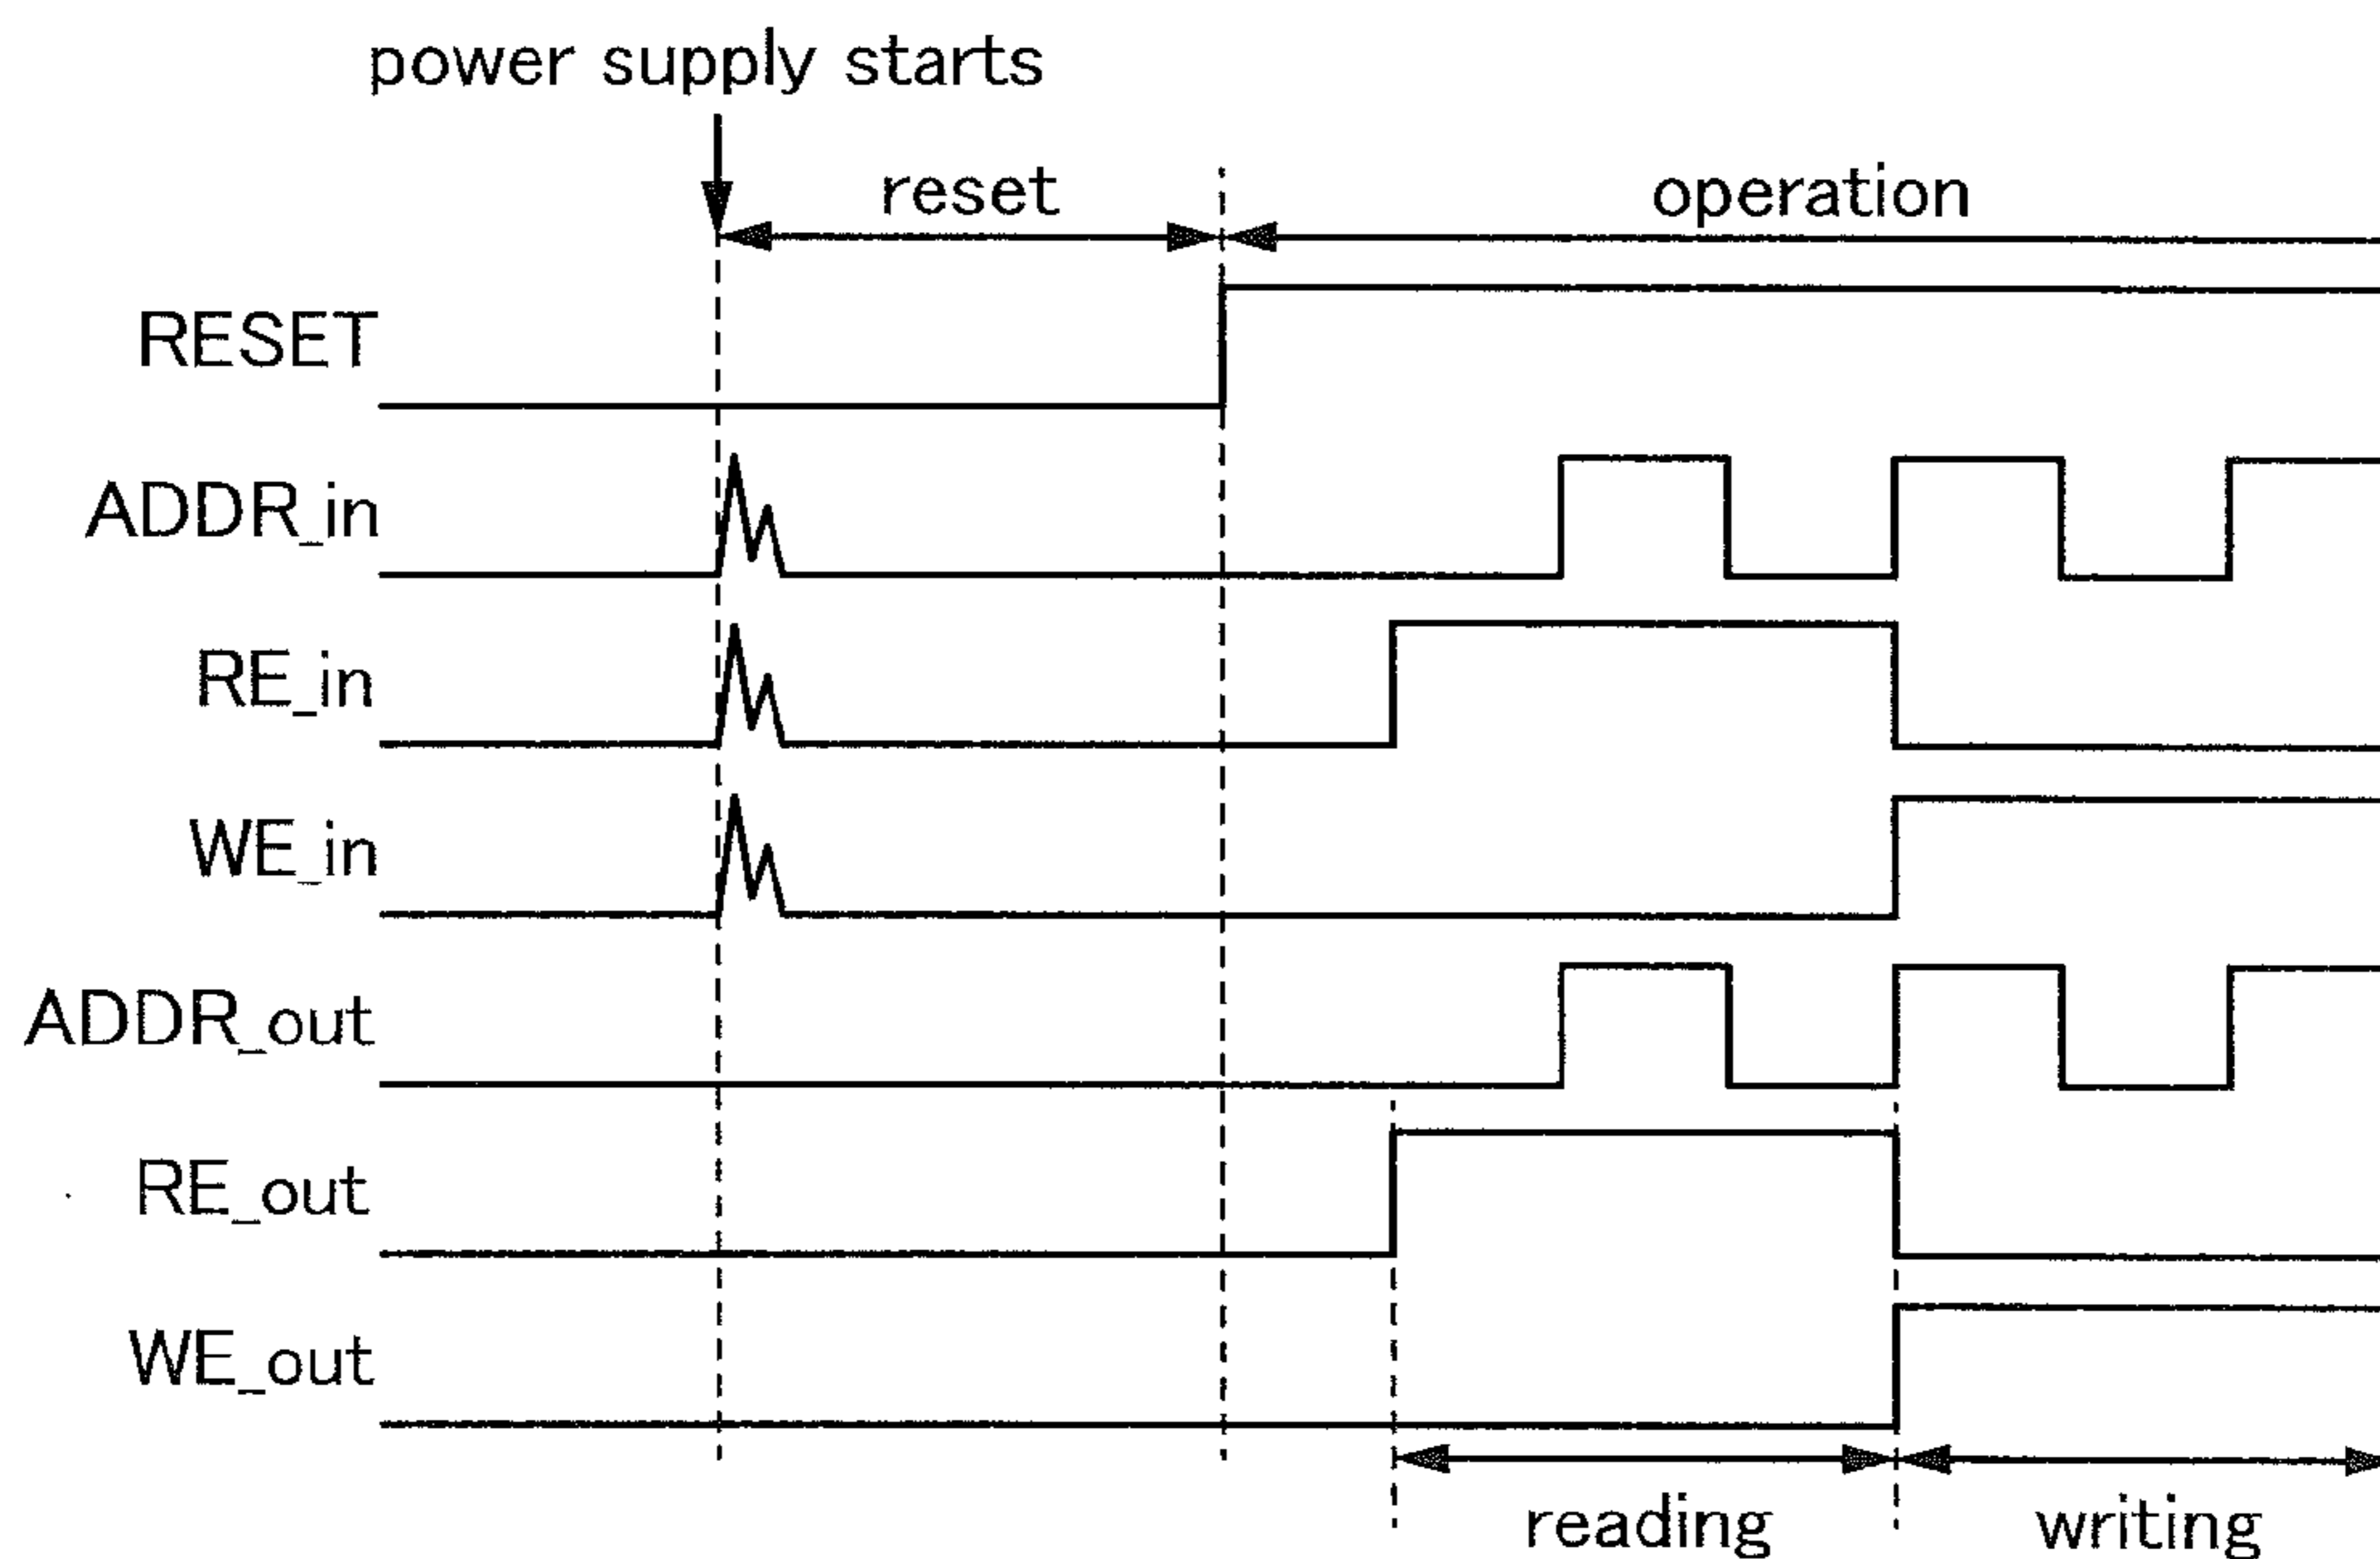 power supply starts
reset
operation
RESET
ADDR_in
RE_in
WE_in
ADDR_out
RE_out
WE_out
reading
writing